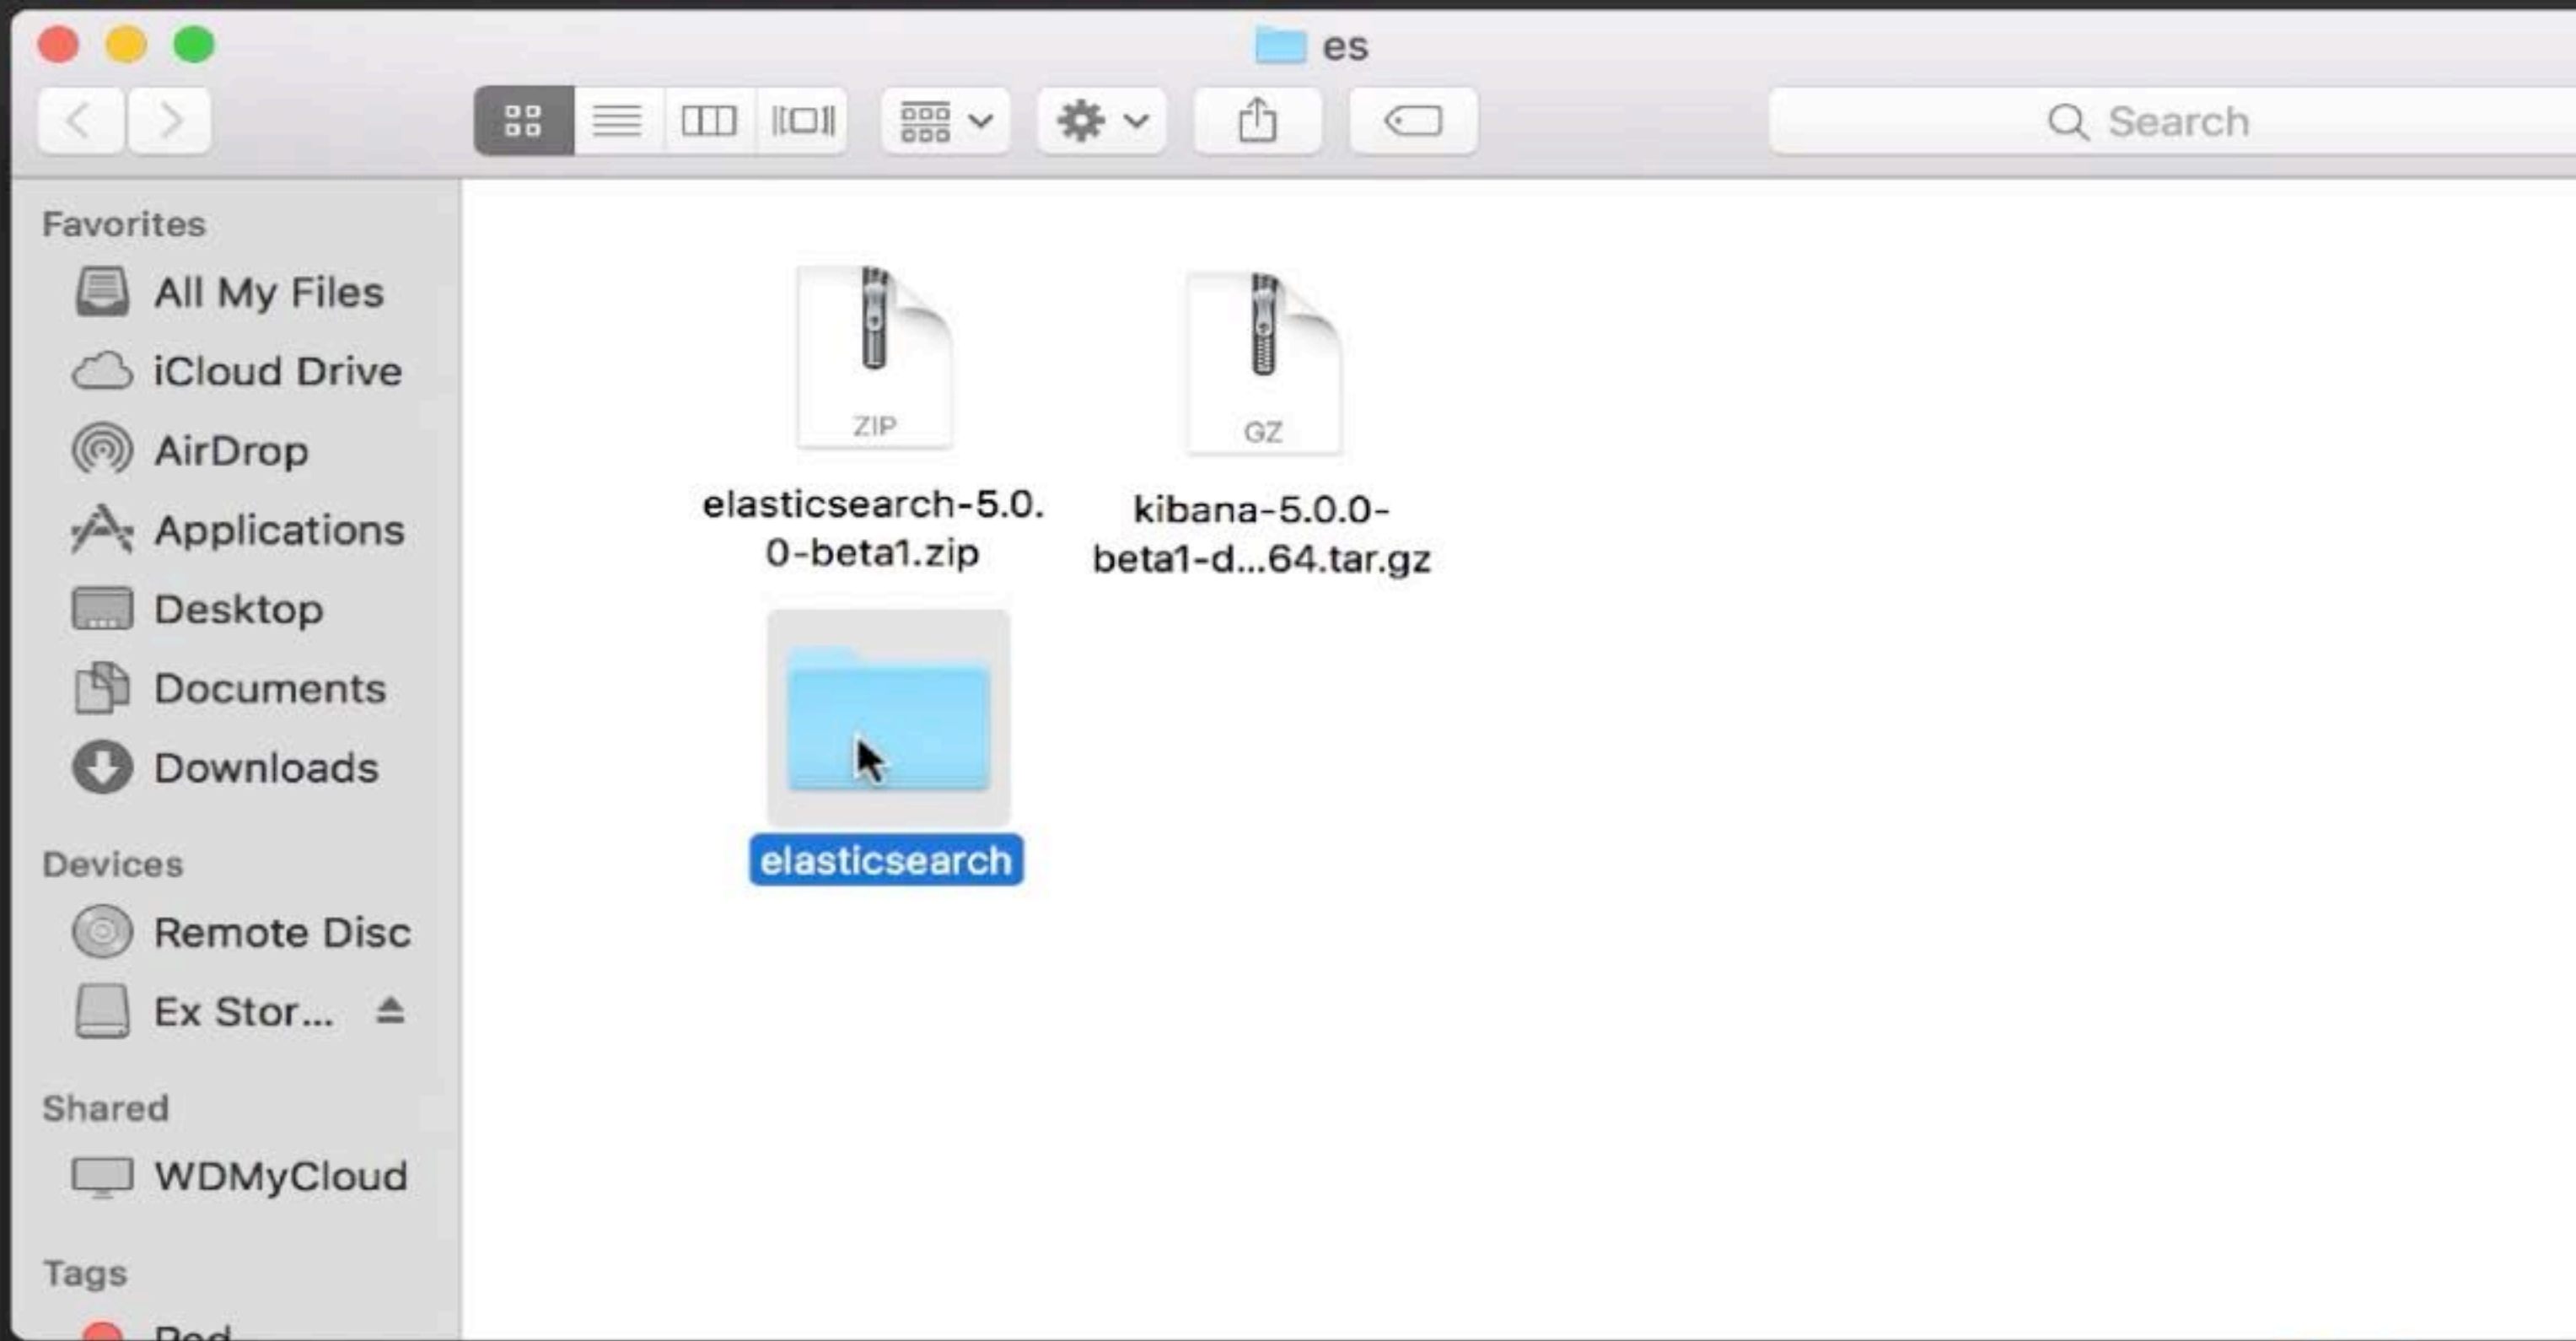 es
Search
Favorites
All My Files
iCloud Drive
AirDrop
Applications
Desktop
Documents
Downloads
Devices
Remote Disc
Ex Stor...
Shared
WDMyCloud
Tags
Red
ZIP
elasticsearch-5.0.
0-beta1.zip
GZ
kibana-5.0.0-
beta1-d...64.tar.gz
elasticsearch